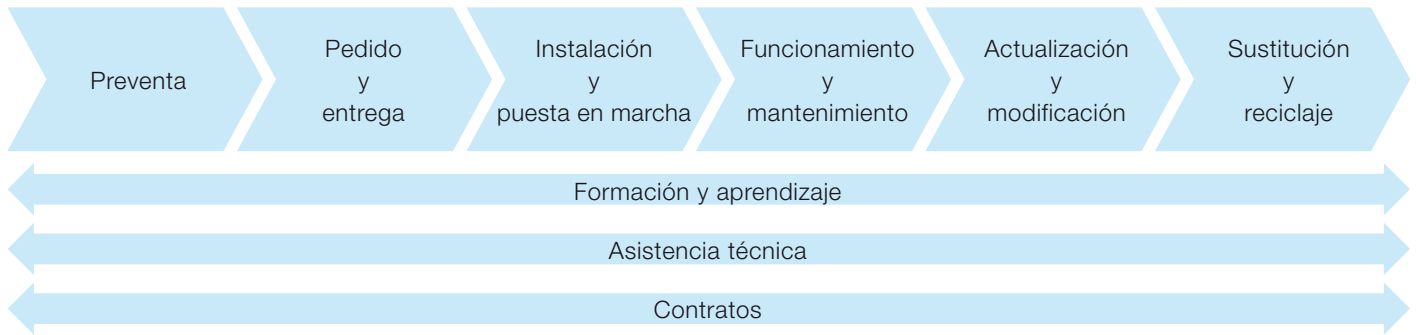 Preventa
Pedido
y
entrega
Instalación
y
puesta en marcha
Funcionamiento
y
mantenimiento
Actualización
y
modificación
Sustitución
y
reciclaje
Formación y aprendizaje
Asistencia técnica
Contratos